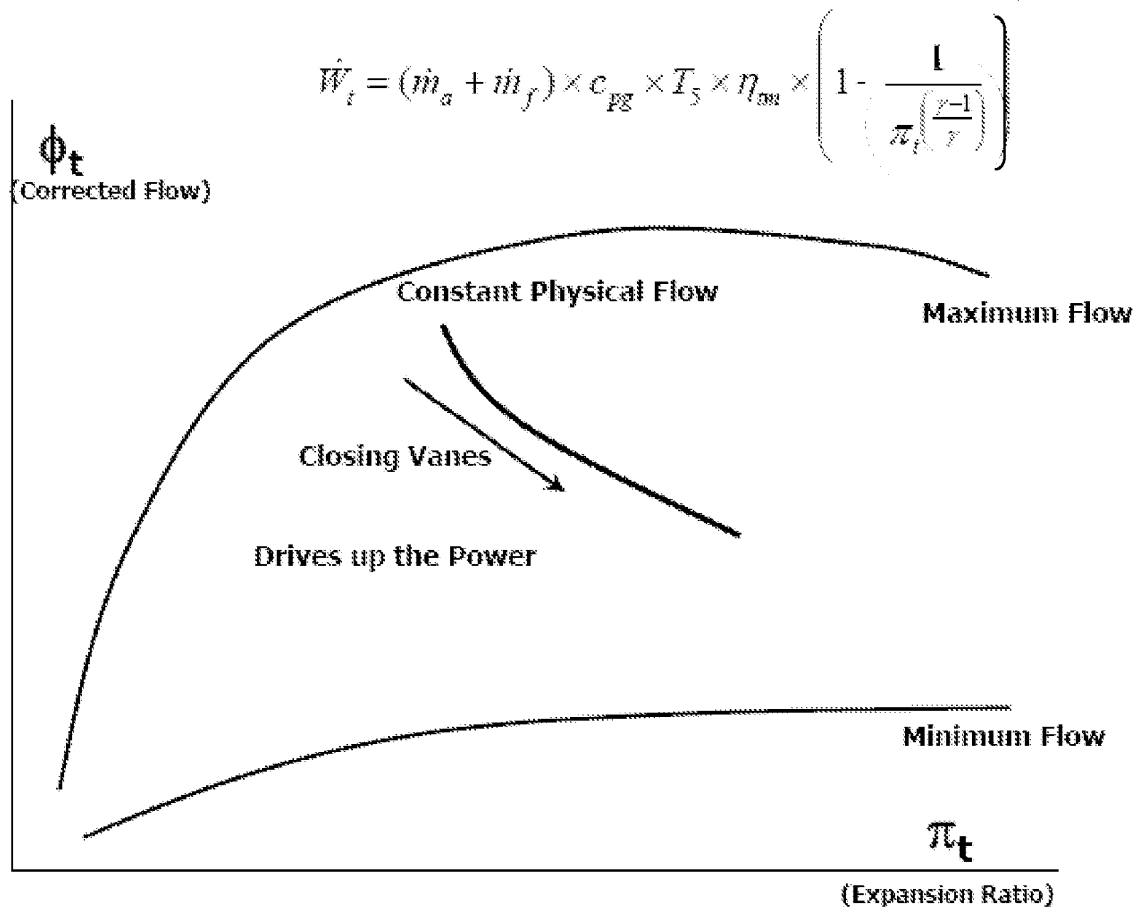 Ẇ_t = (ṁ_a + ṁ_f) × c_pg × T_5 × η_tm × (1 - (1 / π_t^((γ-1)/γ)))
ϕt
(Corrected Flow)
Constant Physical Flow
Maximum Flow
Closing Vanes
Drives up the Power
Minimum Flow
πt
(Expansion Ratio)